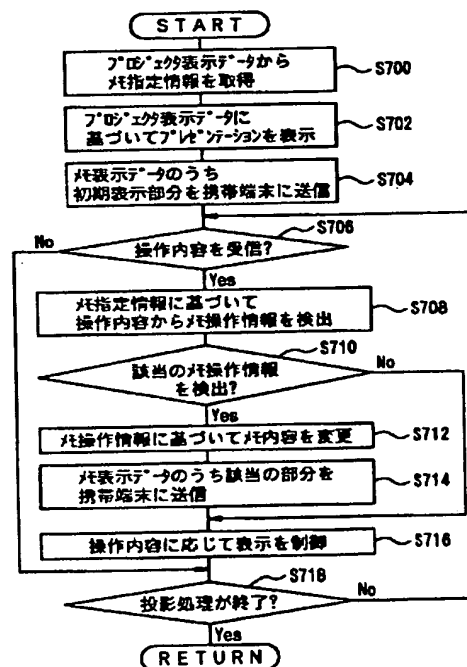 START
プロジェクタ表示データから
メモ指定情報を取得
S700
プロジェクタ表示データに
基づいてプレゼンテーションを表示
S702
メモ表示データのうち
初期表示部分を携帯端末に送信
S704
S706
No
操作内容を受信?
Yes
メモ指定情報に基づいて
操作内容からメモ操作情報を検出
S708
S710
該当のメモ操作情報
を検出?
No
Yes
メモ操作情報に基づいてメモ内容を変更
S712
メモ表示データのうち該当の部分を
携帯端末に送信
S714
操作内容に応じて表示を制御
S716
S718
投影処理が終了?
No
Yes
RETURN